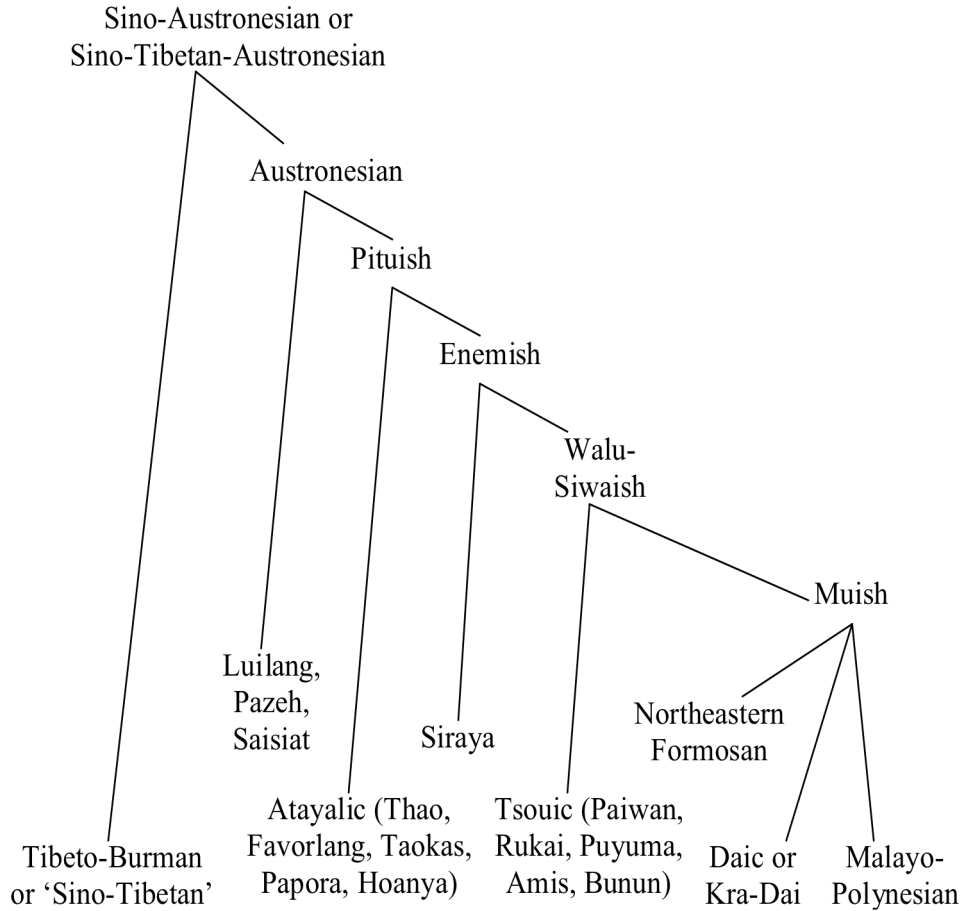 Sino-Austronesian or
Sino-Tibetan-Austronesian
Austronesian
Pituish
Enemish
Walu-
Siwaish
Muish
Luilang,
Pazeh,
Saisiat
Siraya
Northeastern
Formosan
Atayalic (Thao,
Favorlang, Taokas,
Papora, Hoanya)
Tsouic (Paiwan,
Rukai, Puyuma,
Amis, Bunun)
Tibeto-Burman
or ‘Sino-Tibetan’
Daic or
Kra-Dai
Malayo-
Polynesian